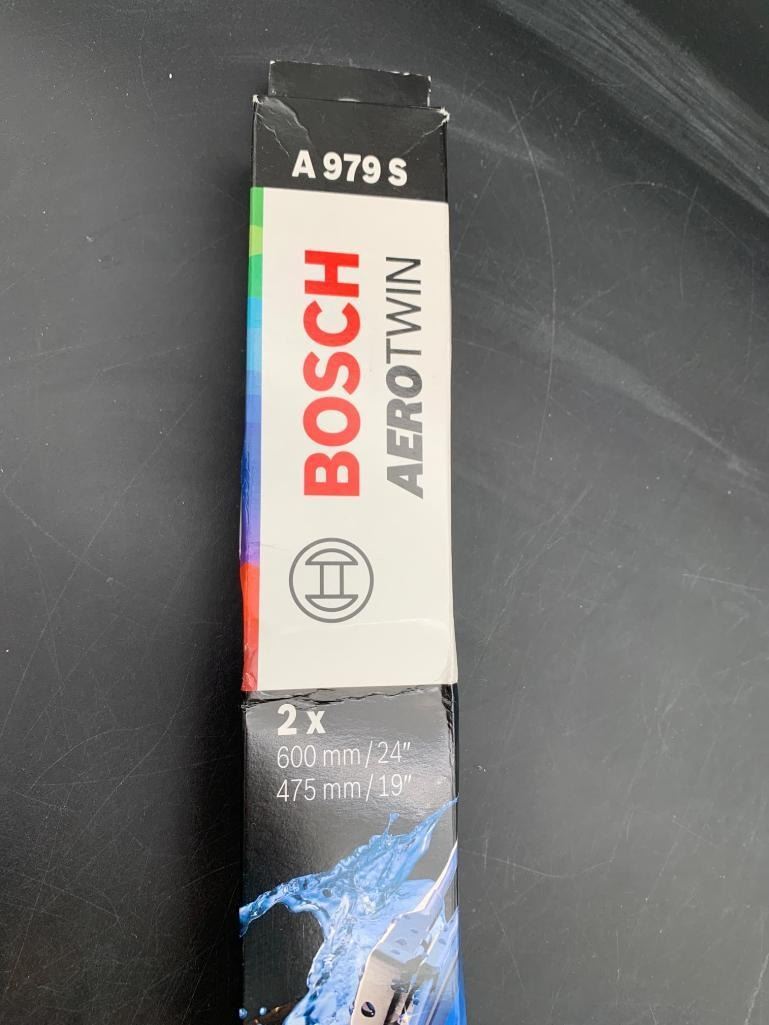 A 979 S
BOSCH
AEROTWIN
2 x
600 mm / 24"
475 mm / 19"